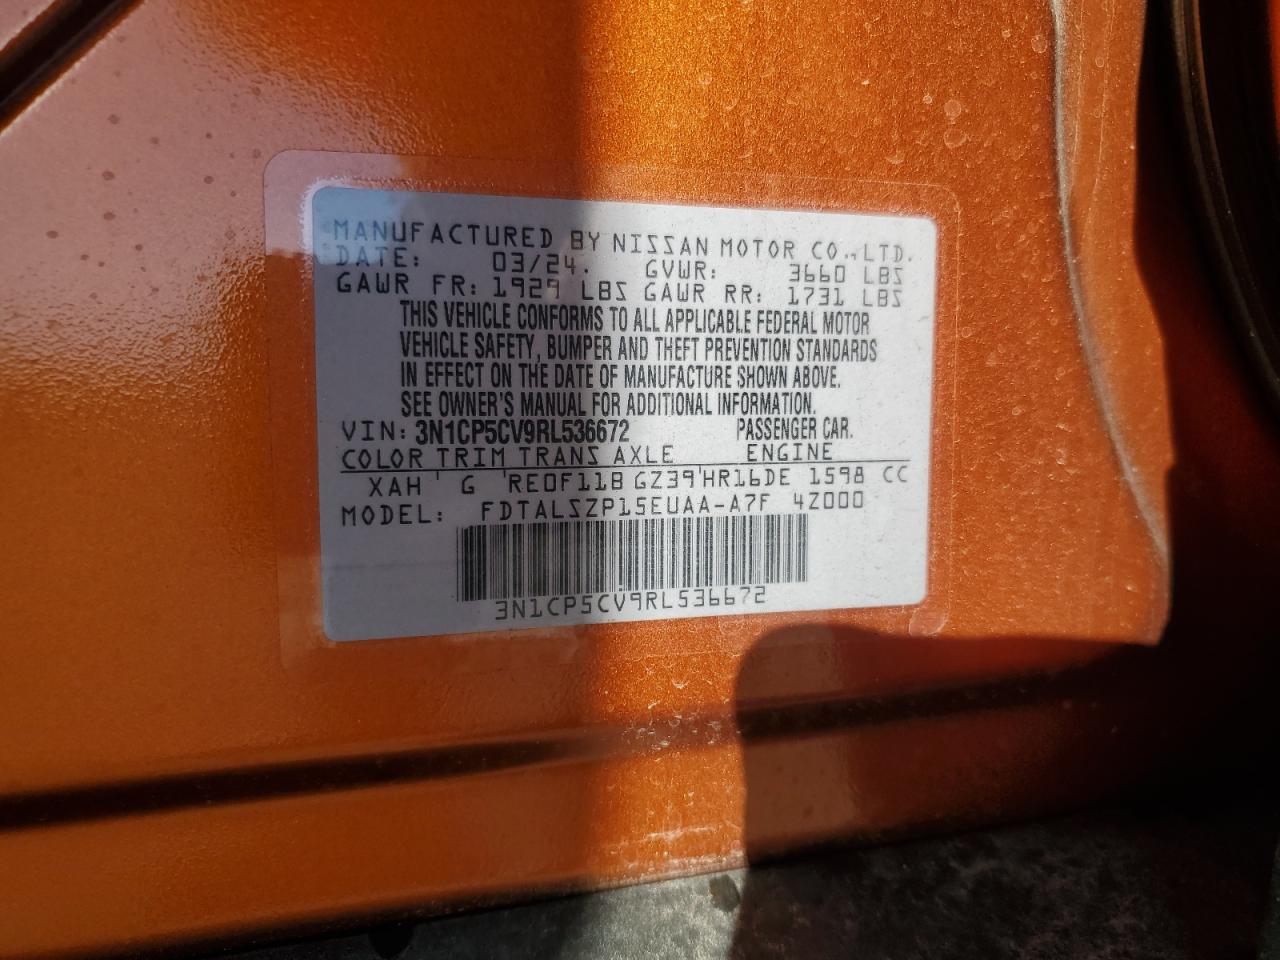 MANUFACTURED BY NISSAN MOTOR CO., LTD.
DATE: 03/24. GVWR: 3660 LBS
GAWR FR: 1929 LBS GAWR RR: 1731 LBS
THIS VEHICLE CONFORMS TO ALL APPLICABLE FEDERAL MOTOR
VEHICLE SAFETY, BUMPER AND THEFT PREVENTION STANDARDS
IN EFFECT ON THE DATE OF MANUFACTURE SHOWN ABOVE.
SEE OWNER'S MANUAL FOR ADDITIONAL INFORMATION.
VIN: 3N1CP5CV9RL536672 PASSENGER CAR.
COLOR TRIM TRANS AXLE ENGINE
XAH ' G 'RE0F11B GZ39'HR16DE 1598 CC
MODEL: FDTALSZP15EUAA-A7F 4Z000
3N1CP5CV9RL536672